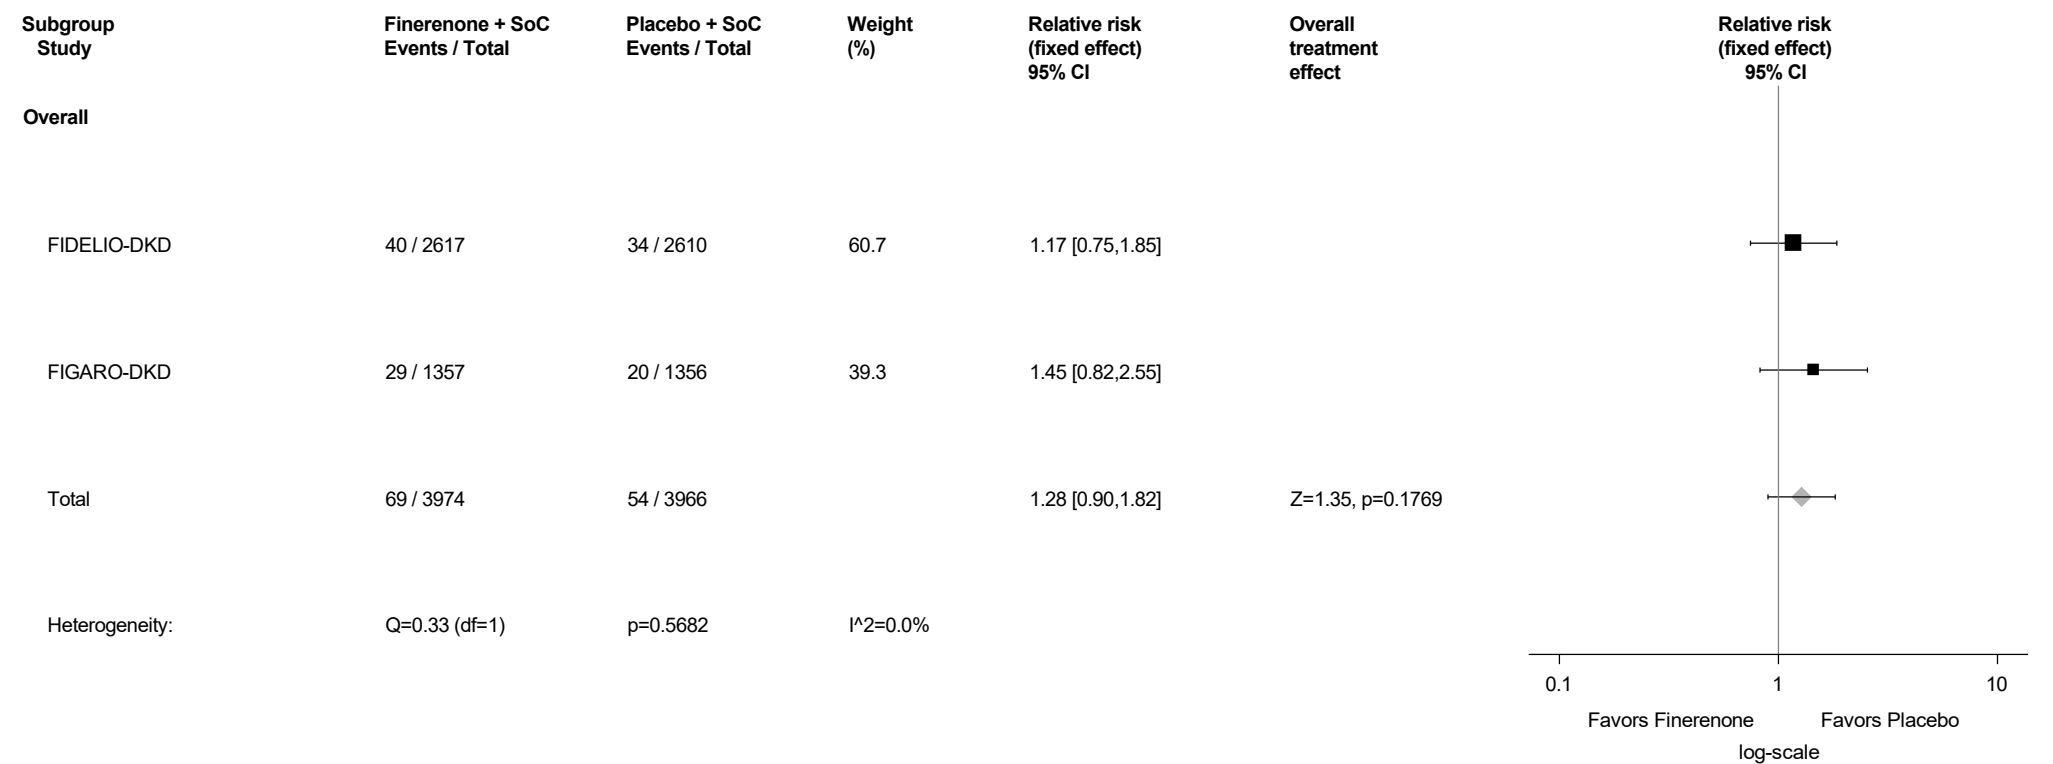 Subgroup Finerenone + SoC Placebo + SoC Weight Relative risk Overall Relative risk
Study Events / Total Events / Total (%) (fixed effect) treatment (fixed effect)
95% CI effect 95% CI
Overall
FIDELIO-DKD 40 / 2617 34 / 2610 60.7 1.17 [0.75,1.85]
FIGARO-DKD 29 / 1357 20 / 1356 39.3 1.45 [0.82,2.55]
Total 69 / 3974 54 / 3966 1.28 [0.90,1.82] Z=1.35, p=0.1769
Heterogeneity: Q=0.33 (df=1) p=0.5682 I^2=0.0%
0.1 1 10
Favors Finerenone Favors Placebo
log-scale